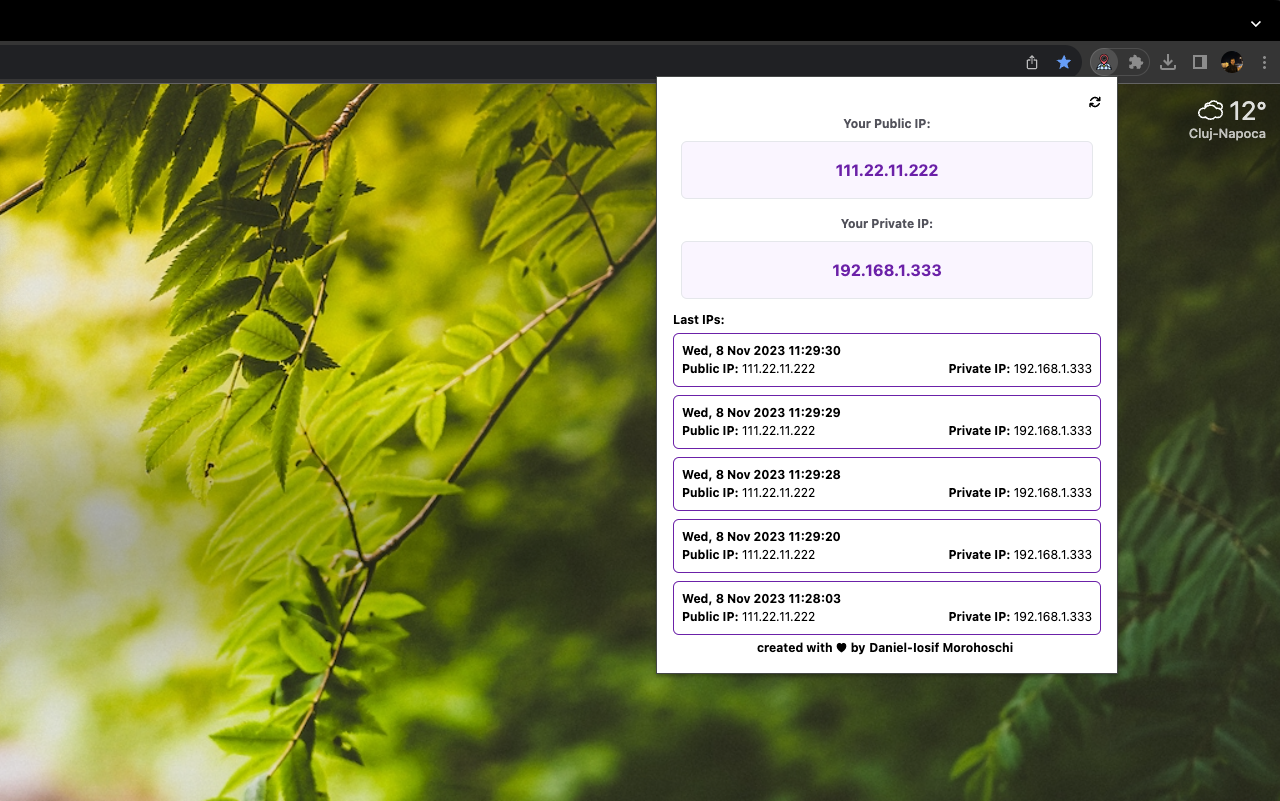 12°
Cluj-Napoca
Your Public IP:
111.22.11.222
Your Private IP:
192.168.1.333
Last IPs:
Wed, 8 Nov 2023 11:29:30
Public IP: 111.22.11.222 Private IP: 192.168.1.333
Wed, 8 Nov 2023 11:29:29
Public IP: 111.22.11.222 Private IP: 192.168.1.333
Wed, 8 Nov 2023 11:29:28
Public IP: 111.22.11.222 Private IP: 192.168.1.333
Wed, 8 Nov 2023 11:29:20
Public IP: 111.22.11.222 Private IP: 192.168.1.333
Wed, 8 Nov 2023 11:28:03
Public IP: 111.22.11.222 Private IP: 192.168.1.333
created with ♥ by Daniel-Iosif Morohoschi